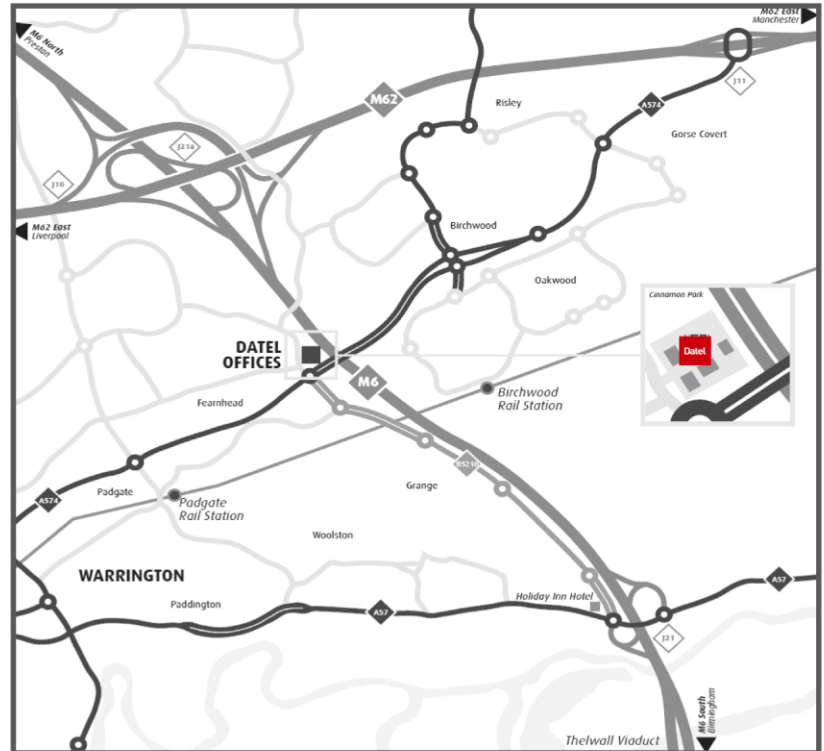 M62 East
Manchester
M6 North
Preston
M62
J11
A574
Risley
Gorse Covert
J21a
J10
M62 East
Liverpool
Birchwood
Oakwood
Cinnamon Park
Datel
DATEL
OFFICES
M6
Birchwood
Rail Station
Fearnhead
B5210
Grange
Padgate
A574
Padgate
Rail Station
Woolston
WARRINGTON
Paddington
A57
Holiday Inn Hotel
A57
J21
M6 South
Birmingham
Thelwall Viaduct